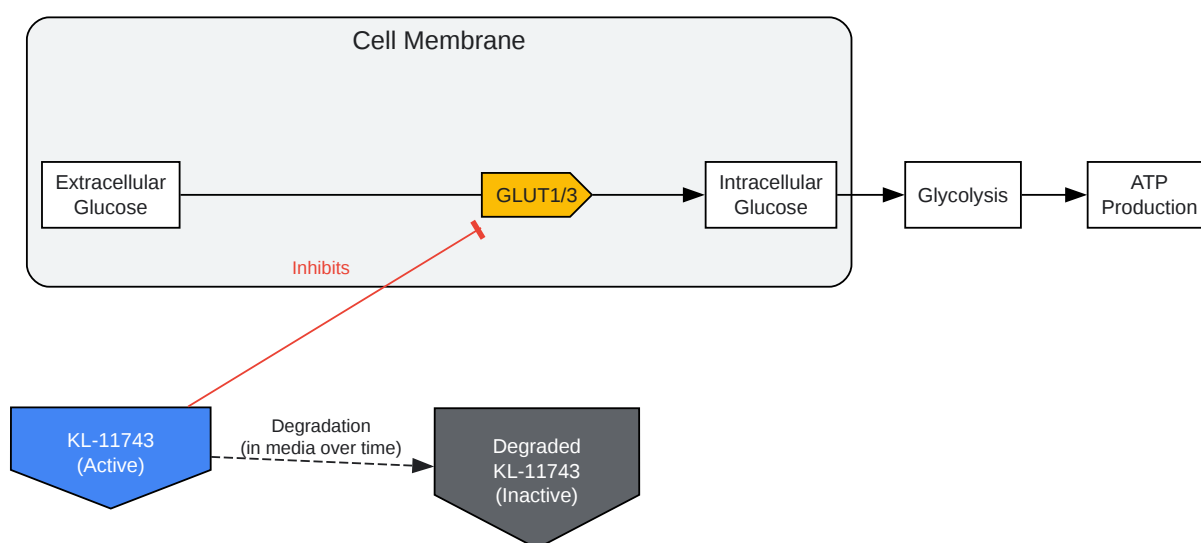 Cell Membrane
Extracellular
Glucose
GLUT1/3
Intracellular
Glucose
Glycolysis
ATP
Production
Inhibits
KL-11743
(Active)
Degradation
(in media over time)
Degraded
KL-11743
(Inactive)